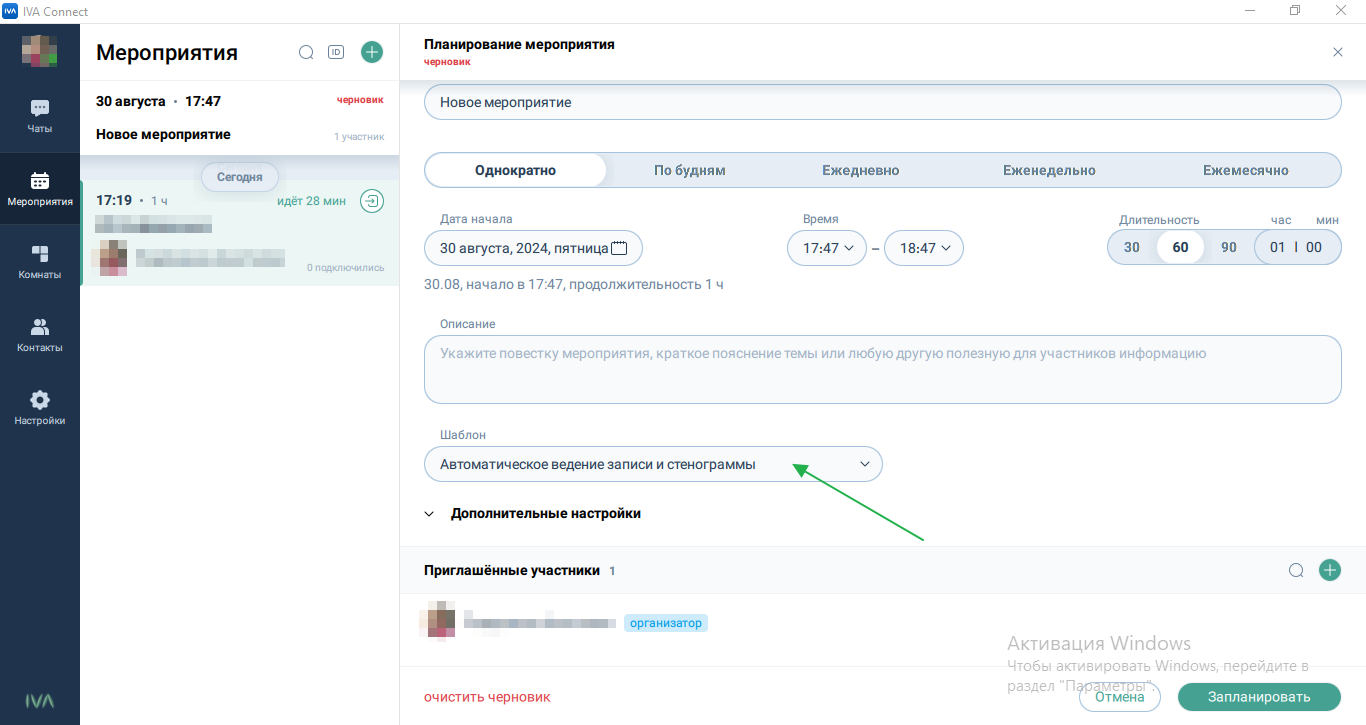 IVA IVA Connect
Чаты
Мероприятия
Комнаты
Контакты
Настройки
IVA
Мероприятия ID
30 августа • 17:47 черновик
Новое мероприятие 1 участник
Сегодня
17:19 • 1 ч идёт 28 мин
0 подключились
Планирование мероприятия
черновик
Новое мероприятие
Однократно По будням Ежедневно Еженедельно Ежемесячно
Дата начала Время Длительность час мин
30 августа, 2024, пятница 17:47 – 18:47 30 60 90 01 | 00
30.08, начало в 17:47, продолжительность 1 ч
Описание
Укажите повестку мероприятия, краткое пояснение темы или любую другую полезную для участников информацию
Шаблон
Автоматическое ведение записи и стенограммы
Дополнительные настройки
Приглашённые участники 1
организатор
Активация Windows
Чтобы активировать Windows, перейдите в
раздел "Параметры".
очистить черновик Отмена Запланировать